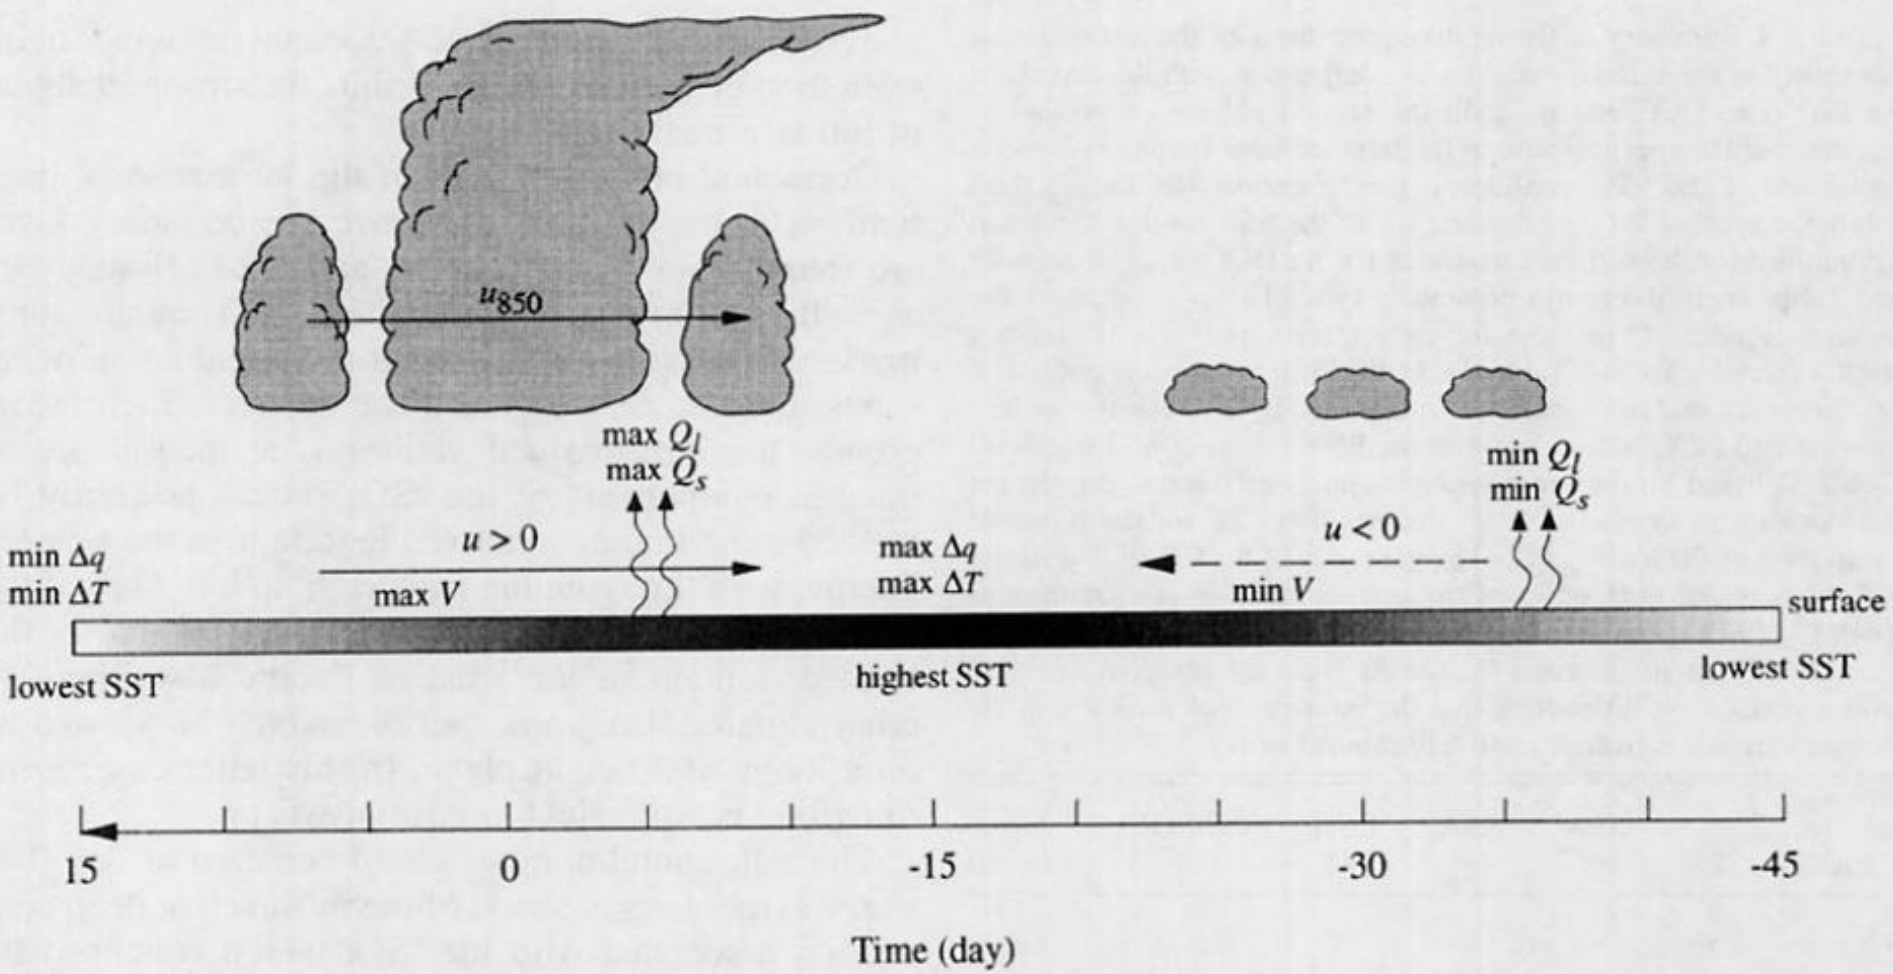 u850
max Ql
max Qs
min Ql
min Qs
u > 0
u < 0
min Δq
min ΔT
max V
max Δq
max ΔT
min V
surface
lowest SST
highest SST
lowest SST
15
0
-15
-30
-45
Time (day)